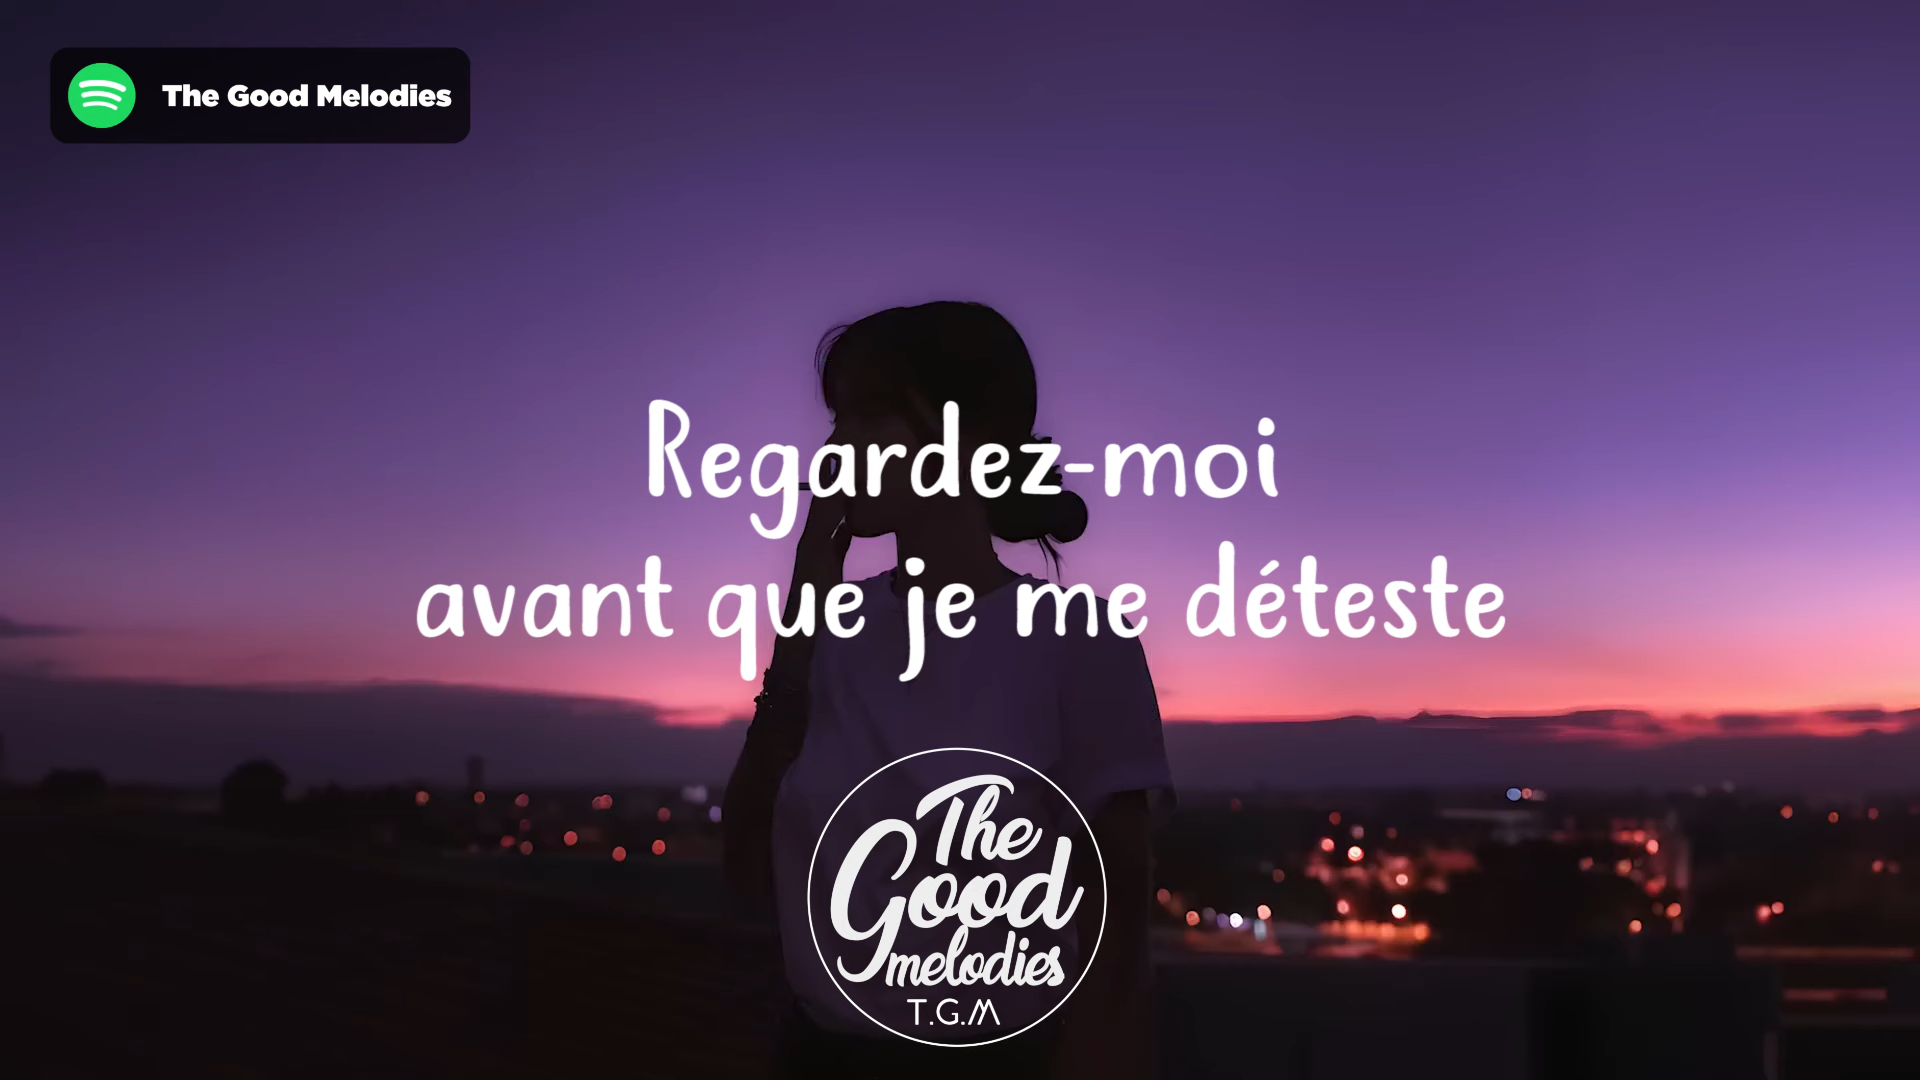 The Good Melodies
Regardez-moi
avant que je me déteste
The
Good
melodies
T.G.M